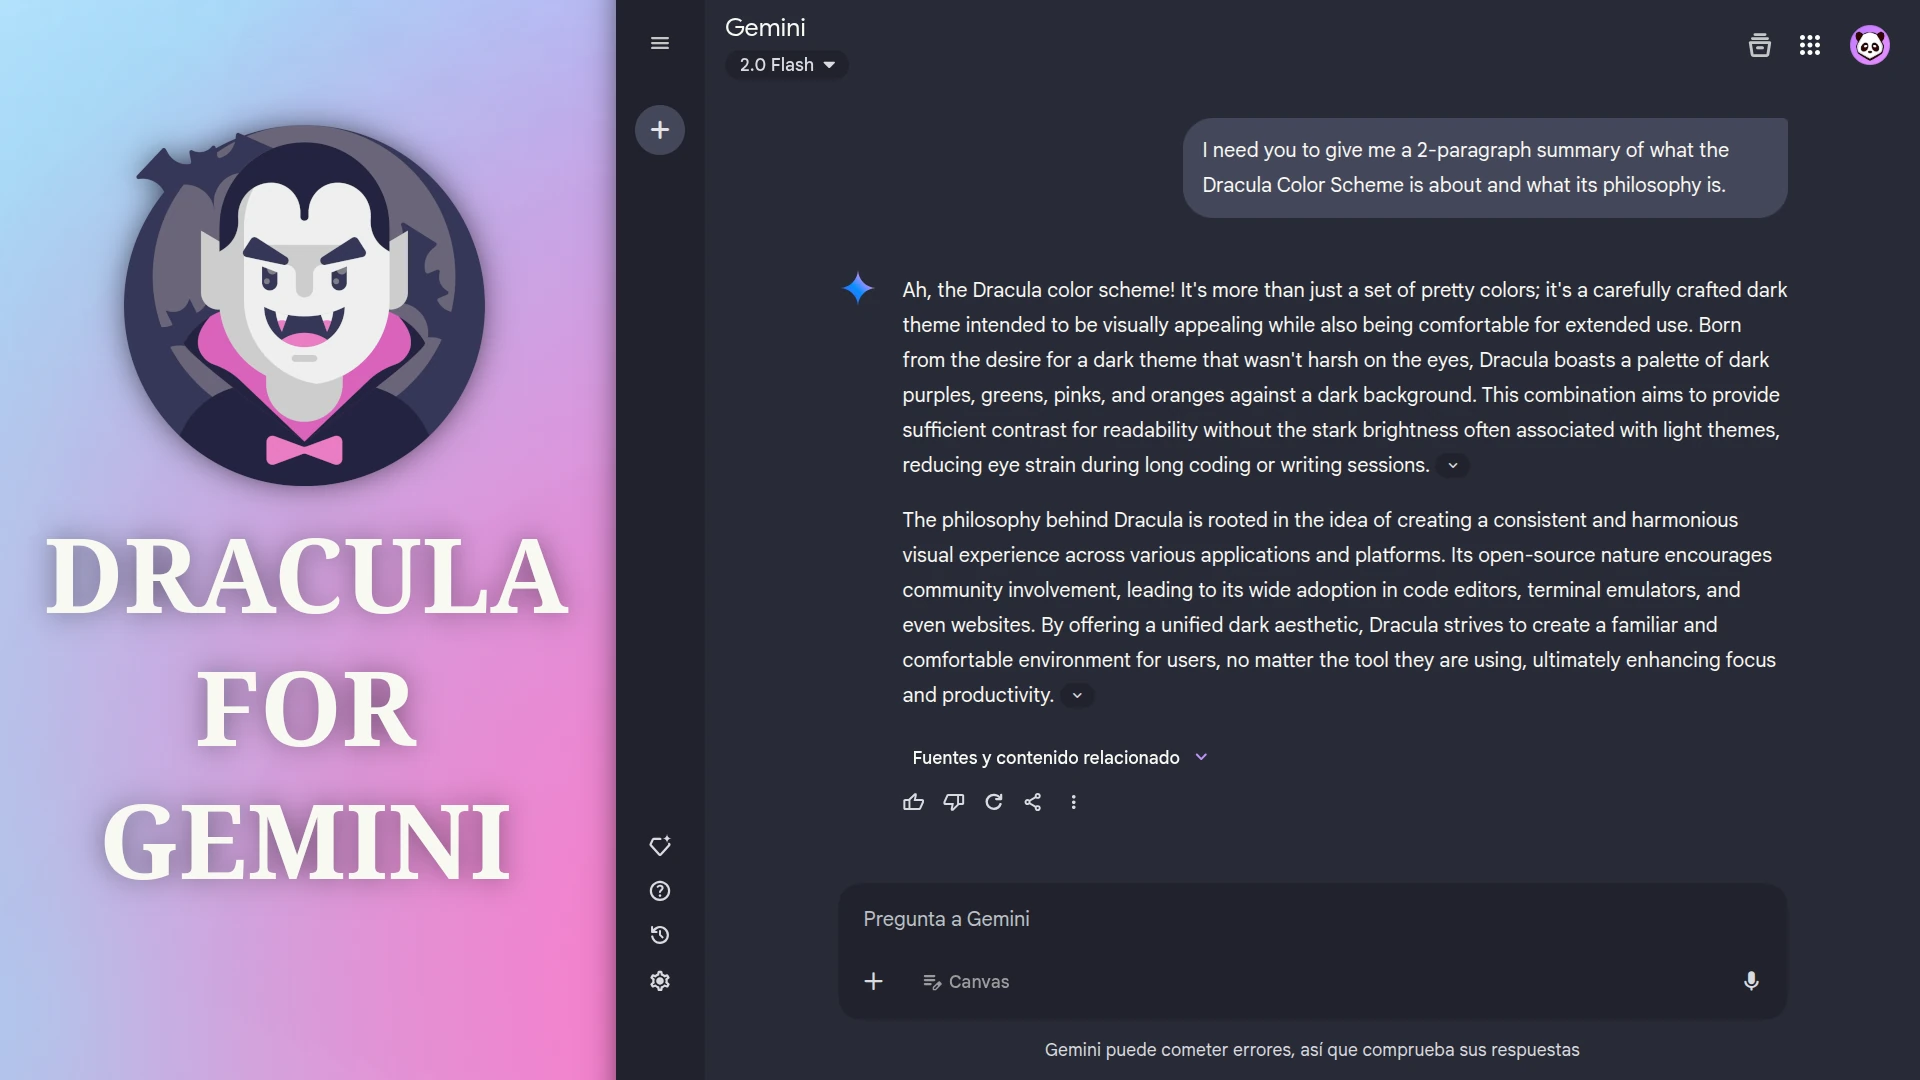 DRACULA
FOR
GEMINI
Gemini
2.0 Flash
I need you to give me a 2-paragraph summary of what the
Dracula Color Scheme is about and what its philosophy is.
Ah, the Dracula color scheme! It's more than just a set of pretty colors; it's a carefully crafted dark
theme intended to be visually appealing while also being comfortable for extended use. Born
from the desire for a dark theme that wasn't harsh on the eyes, Dracula boasts a palette of dark
purples, greens, pinks, and oranges against a dark background. This combination aims to provide
sufficient contrast for readability without the stark brightness often associated with light themes,
reducing eye strain during long coding or writing sessions.
The philosophy behind Dracula is rooted in the idea of creating a consistent and harmonious
visual experience across various applications and platforms. Its open-source nature encourages
community involvement, leading to its wide adoption in code editors, terminal emulators, and
even websites. By offering a unified dark aesthetic, Dracula strives to create a familiar and
comfortable environment for users, no matter the tool they are using, ultimately enhancing focus
and productivity.
Fuentes y contenido relacionado
Pregunta a Gemini
Canvas
Gemini puede cometer errores, así que comprueba sus respuestas